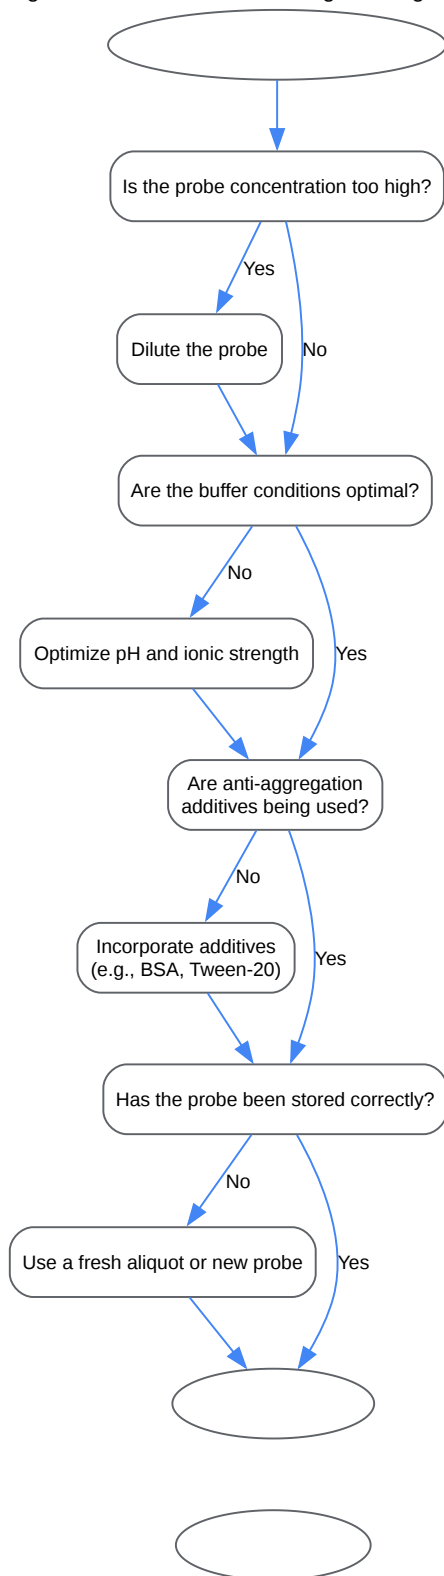 Is the probe concentration too high?
Yes
Dilute the probe
No
Are the buffer conditions optimal?
No
Optimize pH and ionic strength
Yes
Are anti-aggregation
additives being used?
No
Incorporate additives
(e.g., BSA, Tween-20)
Yes
Has the probe been stored correctly?
No
Use a fresh aliquot or new probe
Yes